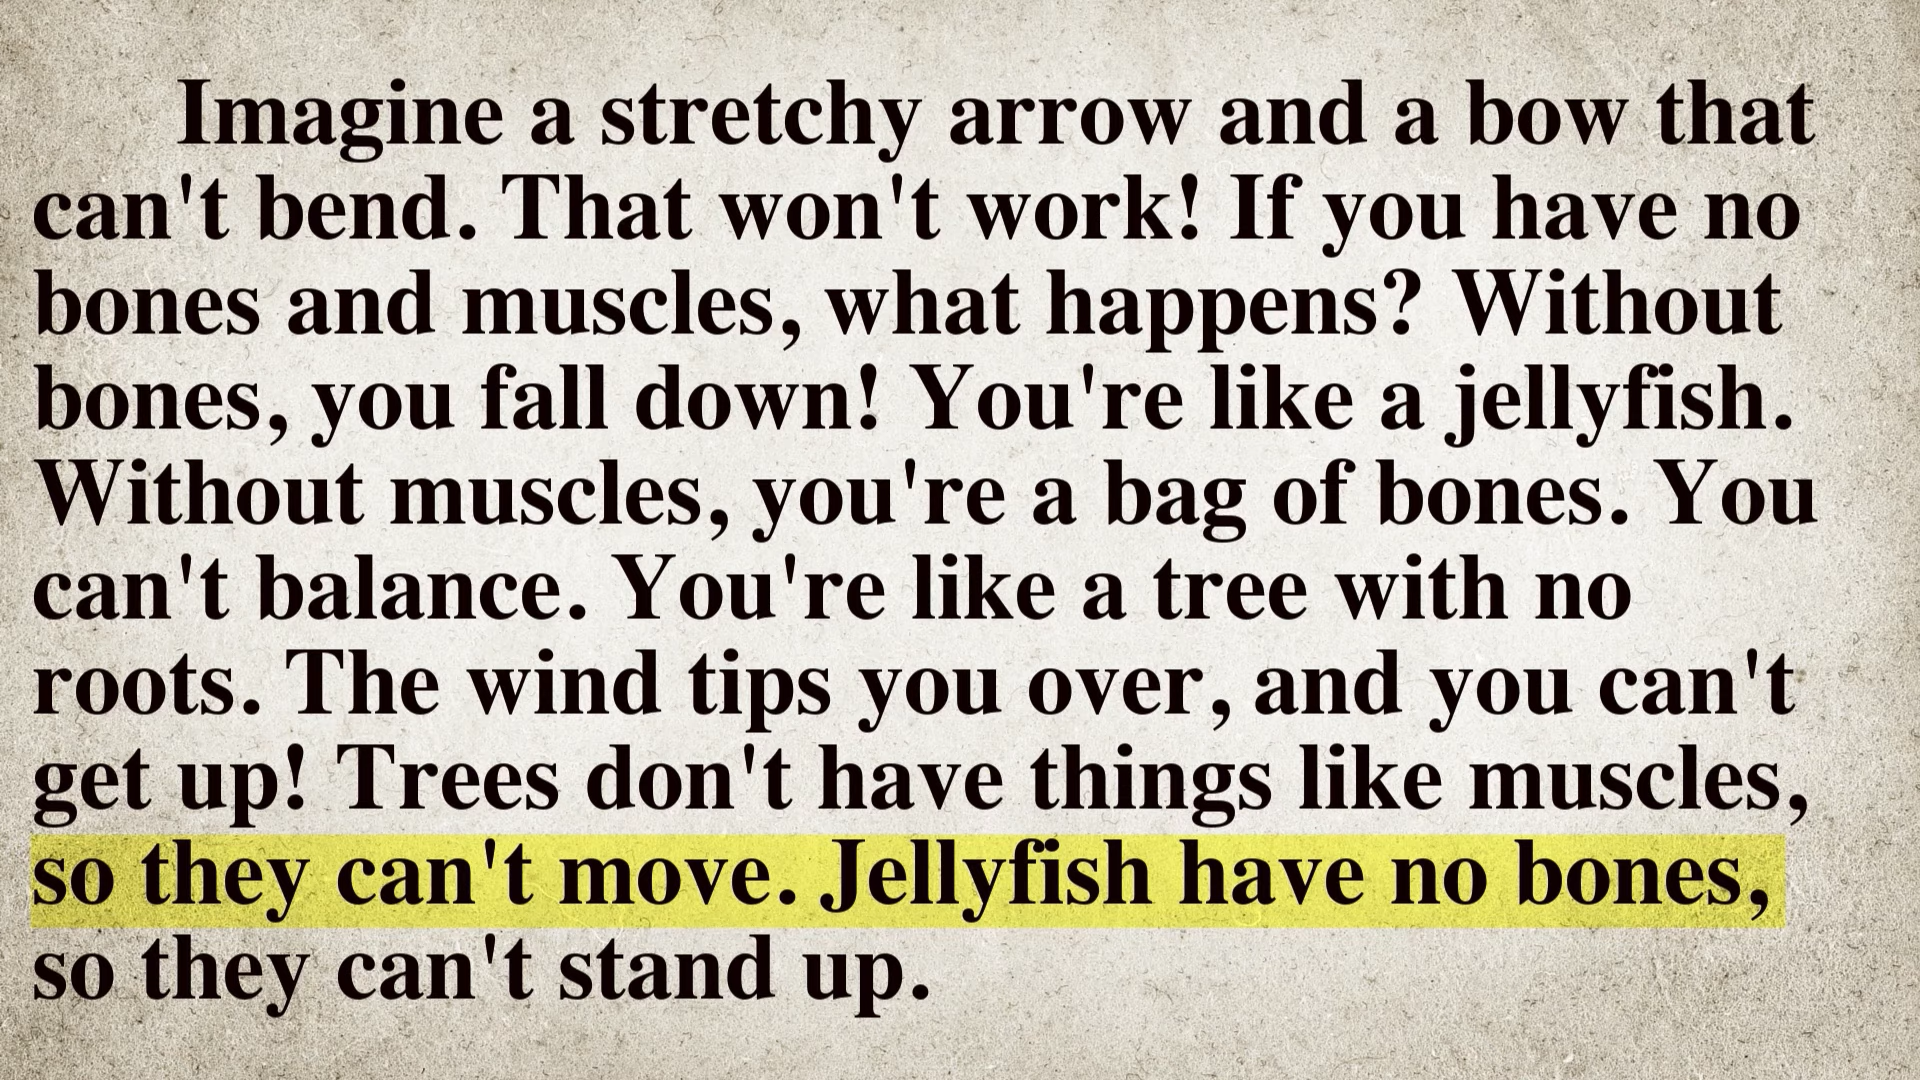 Imagine a stretchy arrow and a bow that
can't bend. That won't work! If you have no
bones and muscles, what happens? Without
bones, you fall down! You're like a jellyfish.
Without muscles, you're a bag of bones. You
can't balance. You're like a tree with no
roots. The wind tips you over, and you can't
get up! Trees don't have things like muscles,
so they can't move. Jellyfish have no bones,
so they can't stand up.